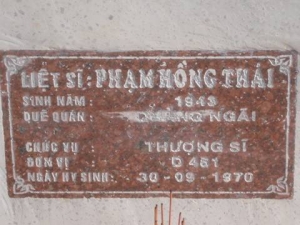 LIỆT SĨ: PHẠM HỒNG THÁI
SINH NĂM : 1943
QUÊ QUÁN : QUẢNG NGÃI
CHỨC VỤ : THƯỢNG SĨ
ĐƠN VỊ : D 481
NGÀY HY SINH : 30-09-1970